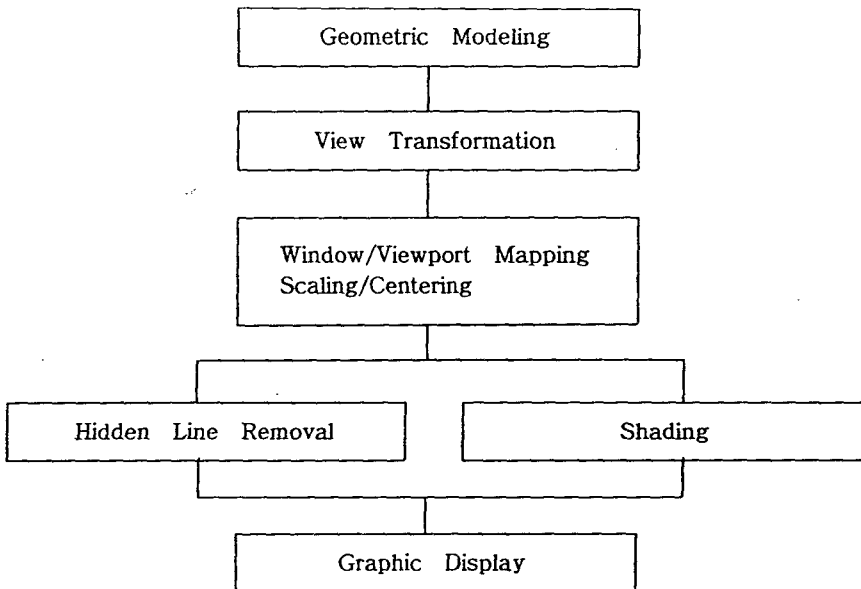 Geometric Modeling
View Transformation
Window/Viewport Mapping
Scaling/Centering
Hidden Line Removal
Shading
Graphic Display